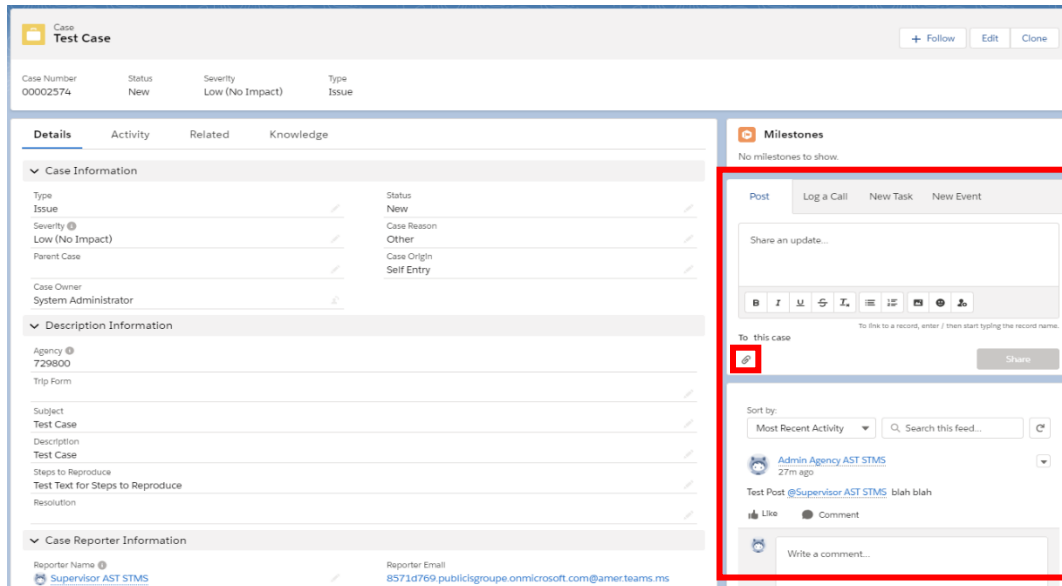 Case
Test Case
+ Follow Edit Clone
Case Number Status Severity Type
00002574 New Low (No Impact) Issue
Details Activity Related Knowledge
Case Information
Type
Issue
Status
New
Severity
Low (No Impact)
Case Reason
Other
Parent Case
Case Origin
Self Entry
Case Owner
System Administrator
Description Information
Agency
729800
Trip Form
Subject
Test Case
Description
Test Case
Steps to Reproduce
Test Text for Steps to Reproduce
Resolution
Case Reporter Information
Reporter Name
Supervisor AST STMS
Reporter Email
8571d769.publicisgroupe.onmicrosoft.com@amer.teams.ms
Milestones
No milestones to show.
Post Log a Call New Task New Event
Share an update...
B I U S Tx
To link to a record, enter / then start typing the record name.
To this case
Share
Sort by:
Most Recent Activity
Search this feed...
Admin Agency AST STMS
27m ago
Test Post @Supervisor AST STMS blah blah
Like Comment
Write a comment...